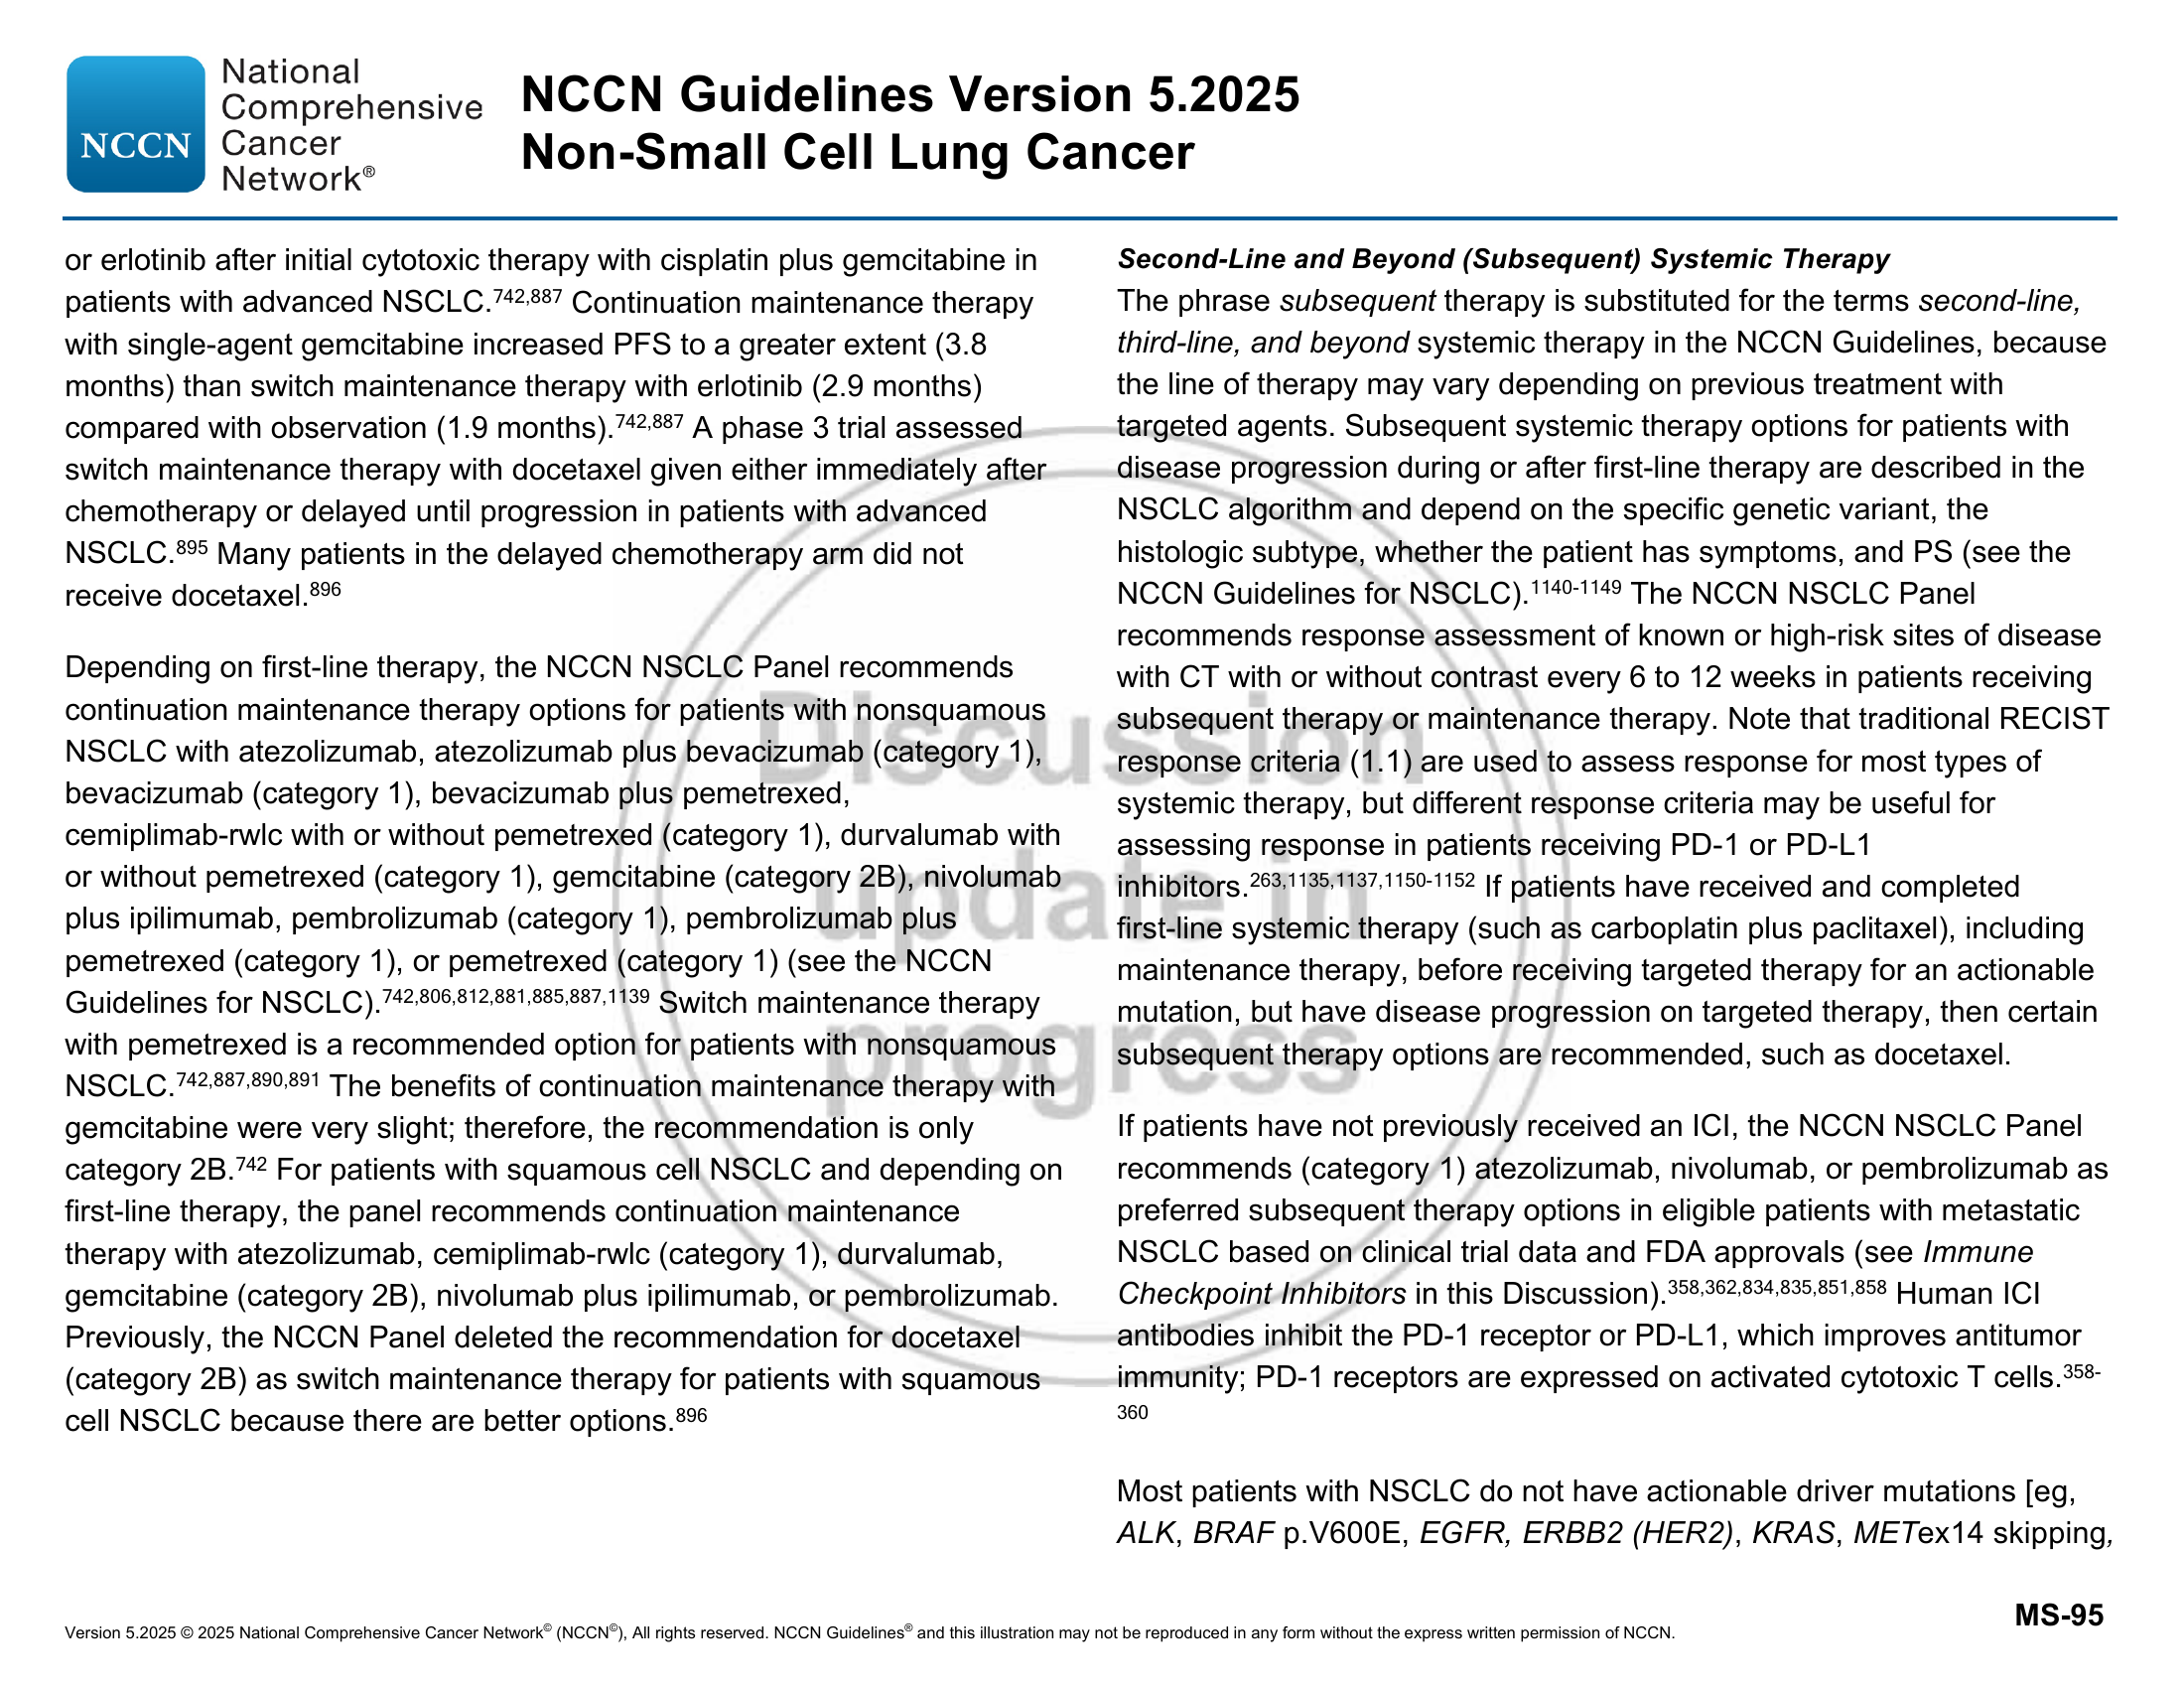 National
Comprehensive
NCCN Cancer
Network®
NCCN Guidelines Version 5.2025
Non-Small Cell Lung Cancer
or erlotinib after initial cytotoxic therapy with cisplatin plus gemcitabine in
patients with advanced NSCLC.742,887 Continuation maintenance therapy
with single-agent gemcitabine increased PFS to a greater extent (3.8
months) than switch maintenance therapy with erlotinib (2.9 months)
compared with observation (1.9 months).742,887 A phase 3 trial assessed
switch maintenance therapy with docetaxel given either immediately after
chemotherapy or delayed until progression in patients with advanced
NSCLC.895 Many patients in the delayed chemotherapy arm did not
receive docetaxel.896
Depending on first-line therapy, the NCCN NSCLC Panel recommends
continuation maintenance therapy options for patients with nonsquamous
NSCLC with atezolizumab, atezolizumab plus bevacizumab (category 1),
bevacizumab (category 1), bevacizumab plus pemetrexed,
cemiplimab-rwlc with or without pemetrexed (category 1), durvalumab with
or without pemetrexed (category 1), gemcitabine (category 2B), nivolumab
plus ipilimumab, pembrolizumab (category 1), pembrolizumab plus
pemetrexed (category 1), or pemetrexed (category 1) (see the NCCN
Guidelines for NSCLC).742,806,812,881,885,887,1139 Switch maintenance therapy
with pemetrexed is a recommended option for patients with nonsquamous
NSCLC.742,887,890,891 The benefits of continuation maintenance therapy with
gemcitabine were very slight; therefore, the recommendation is only
category 2B.742 For patients with squamous cell NSCLC and depending on
first-line therapy, the panel recommends continuation maintenance
therapy with atezolizumab, cemiplimab-rwlc (category 1), durvalumab,
gemcitabine (category 2B), nivolumab plus ipilimumab, or pembrolizumab.
Previously, the NCCN Panel deleted the recommendation for docetaxel
(category 2B) as switch maintenance therapy for patients with squamous
cell NSCLC because there are better options.896
Second-Line and Beyond (Subsequent) Systemic Therapy
The phrase subsequent therapy is substituted for the terms second-line,
third-line, and beyond systemic therapy in the NCCN Guidelines, because
the line of therapy may vary depending on previous treatment with
targeted agents. Subsequent systemic therapy options for patients with
disease progression during or after first-line therapy are described in the
NSCLC algorithm and depend on the specific genetic variant, the
histologic subtype, whether the patient has symptoms, and PS (see the
NCCN Guidelines for NSCLC).1140-1149 The NCCN NSCLC Panel
recommends response assessment of known or high-risk sites of disease
with CT with or without contrast every 6 to 12 weeks in patients receiving
subsequent therapy or maintenance therapy. Note that traditional RECIST
response criteria (1.1) are used to assess response for most types of
systemic therapy, but different response criteria may be useful for
assessing response in patients receiving PD-1 or PD-L1
inhibitors.263,1135,1137,1150-1152 If patients have received and completed
first-line systemic therapy (such as carboplatin plus paclitaxel), including
maintenance therapy, before receiving targeted therapy for an actionable
mutation, but have disease progression on targeted therapy, then certain
subsequent therapy options are recommended, such as docetaxel.
If patients have not previously received an ICI, the NCCN NSCLC Panel
recommends (category 1) atezolizumab, nivolumab, or pembrolizumab as
preferred subsequent therapy options in eligible patients with metastatic
NSCLC based on clinical trial data and FDA approvals (see Immune
Checkpoint Inhibitors in this Discussion).358,362,834,835,851,858 Human ICI
antibodies inhibit the PD-1 receptor or PD-L1, which improves antitumor
immunity; PD-1 receptors are expressed on activated cytotoxic T cells.358-
360
Most patients with NSCLC do not have actionable driver mutations [eg,
ALK, BRAF p.V600E, EGFR, ERBB2 (HER2), KRAS, METex14 skipping,
Discussion
update in
progress
MS-95
Version 5.2025 © 2025 National Comprehensive Cancer Network© (NCCN©), All rights reserved. NCCN Guidelines® and this illustration may not be reproduced in any form without the express written permission of NCCN.